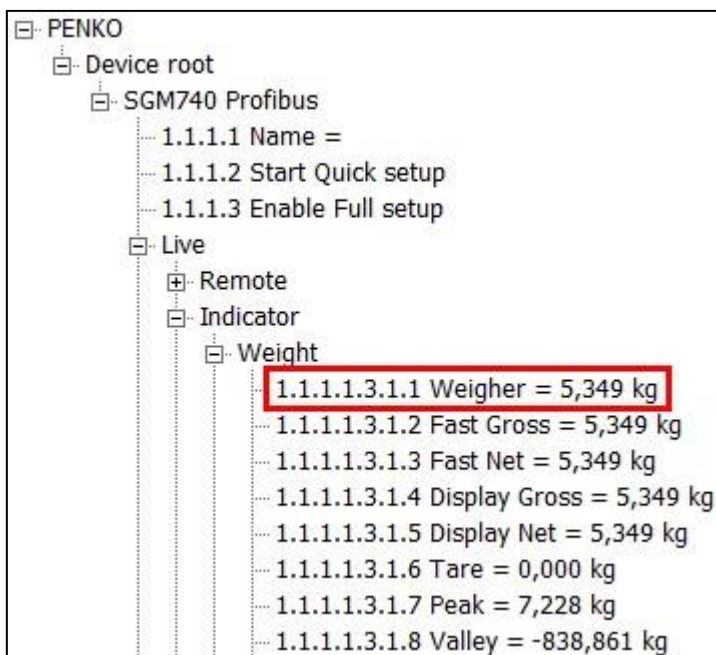 PENKO
Device root
SGM740 Profibus
1.1.1.1 Name =
1.1.1.2 Start Quick setup
1.1.1.3 Enable Full setup
Live
Remote
Indicator
Weight
1.1.1.1.3.1.1 Weigher = 5,349 kg
1.1.1.1.3.1.2 Fast Gross = 5,349 kg
1.1.1.1.3.1.3 Fast Net = 5,349 kg
1.1.1.1.3.1.4 Display Gross = 5,349 kg
1.1.1.1.3.1.5 Display Net = 5,349 kg
1.1.1.1.3.1.6 Tare = 0,000 kg
1.1.1.1.3.1.7 Peak = 7,228 kg
1.1.1.1.3.1.8 Valley = -838,861 kg